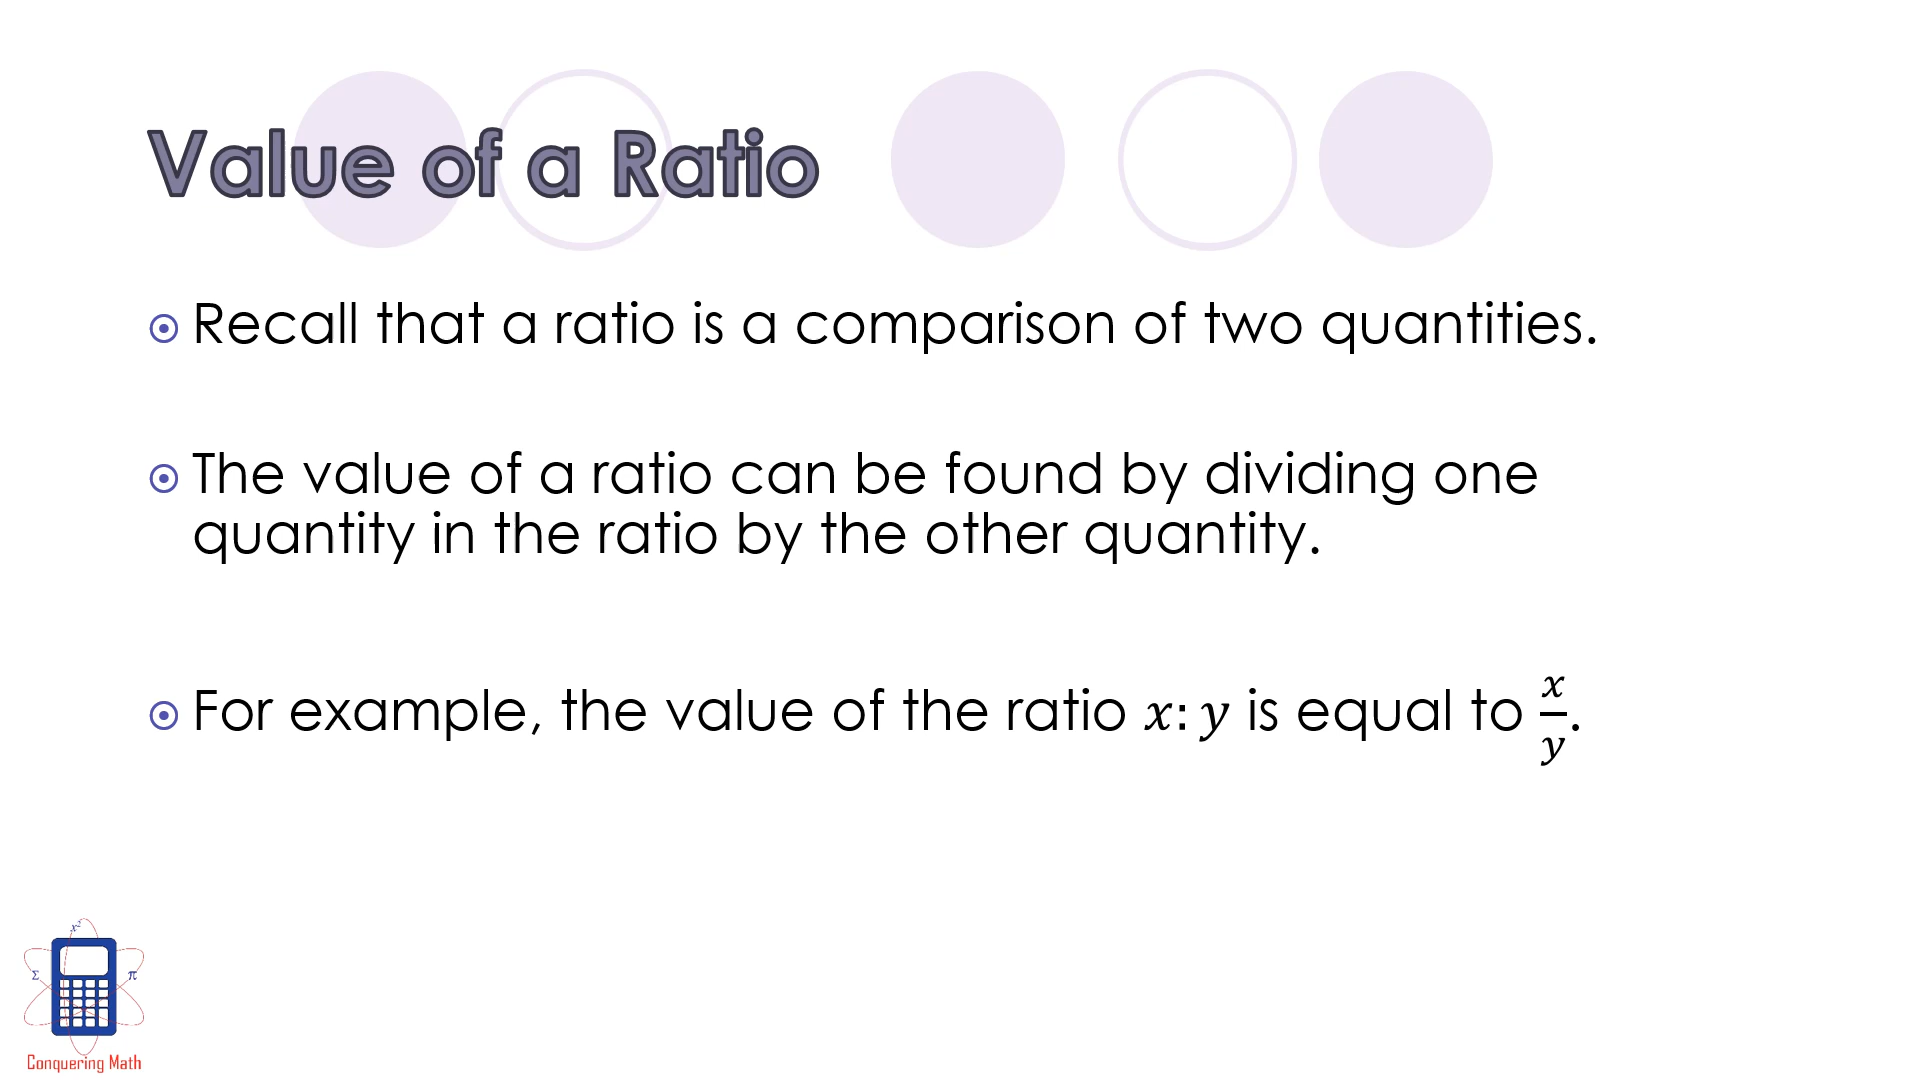 Value of a Ratio
Recall that a ratio is a comparison of two quantities.
The value of a ratio can be found by dividing one
quantity in the ratio by the other quantity.
For example, the value of the ratio x: y is equal to x/y.
x²
Σ π
Conquering Math